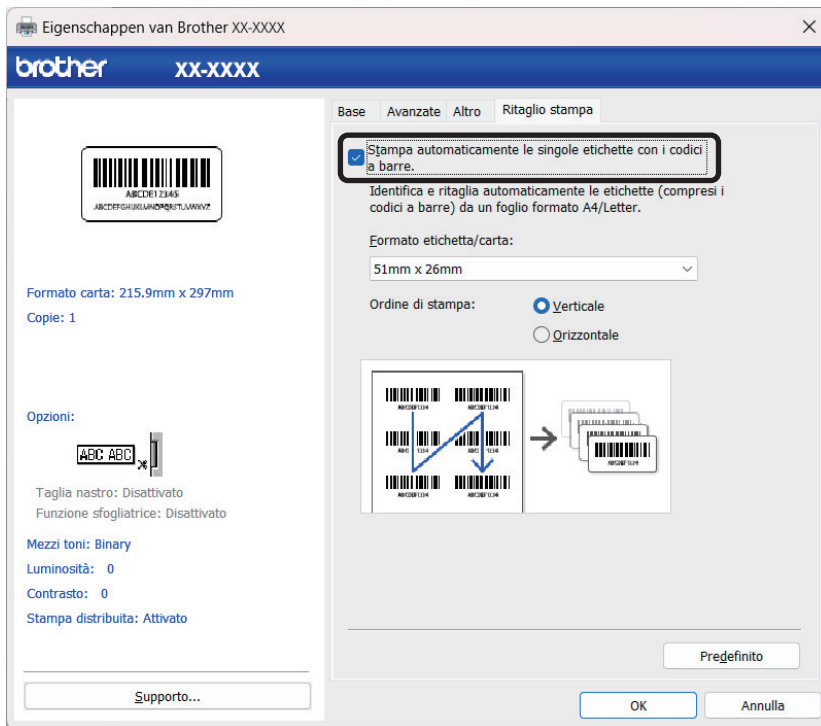 Eigenschappen van Brother XX-XXXX
brother XX-XXXX
Base Avanzate Altro Ritaglio stampa
Stampa automaticamente le singole etichette con i codici
a barre.
Identifica e ritaglia automaticamente le etichette (compresi i
codici a barre) da un foglio formato A4/Letter.
Formato etichetta/carta:
51mm x 26mm
Ordine di stampa:
Verticale
Orizzontale
ABCDE12345
Formato carta: 215.9mm x 297mm
Copie: 1
Opzioni:
ABC ABC
Taglia nastro: Disattivato
Funzione sfogliatrice: Disattivato
Mezzi toni: Binary
Luminosità: 0
Contrasto: 0
Stampa distribuita: Attivato
Supporto...
Predefinito
OK Annulla